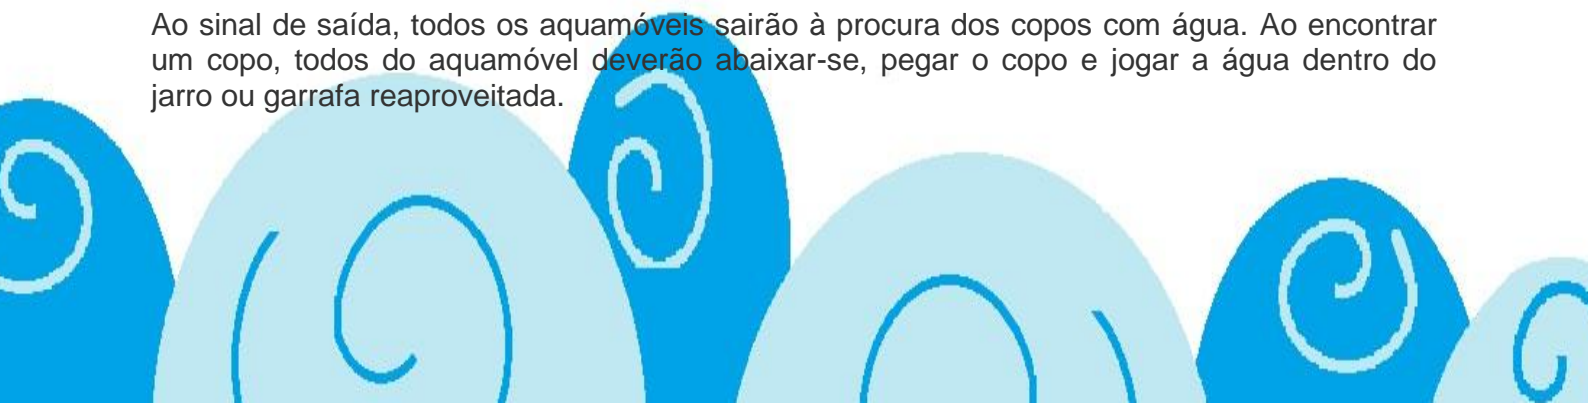 Ao sinal de saída, todos os aquamóveis sairão à procura dos copos com água. Ao encontrar
um copo, todos do aquamóvel deverão abaixar-se, pegar o copo e jogar a água dentro do
jarro ou garrafa reaproveitada.